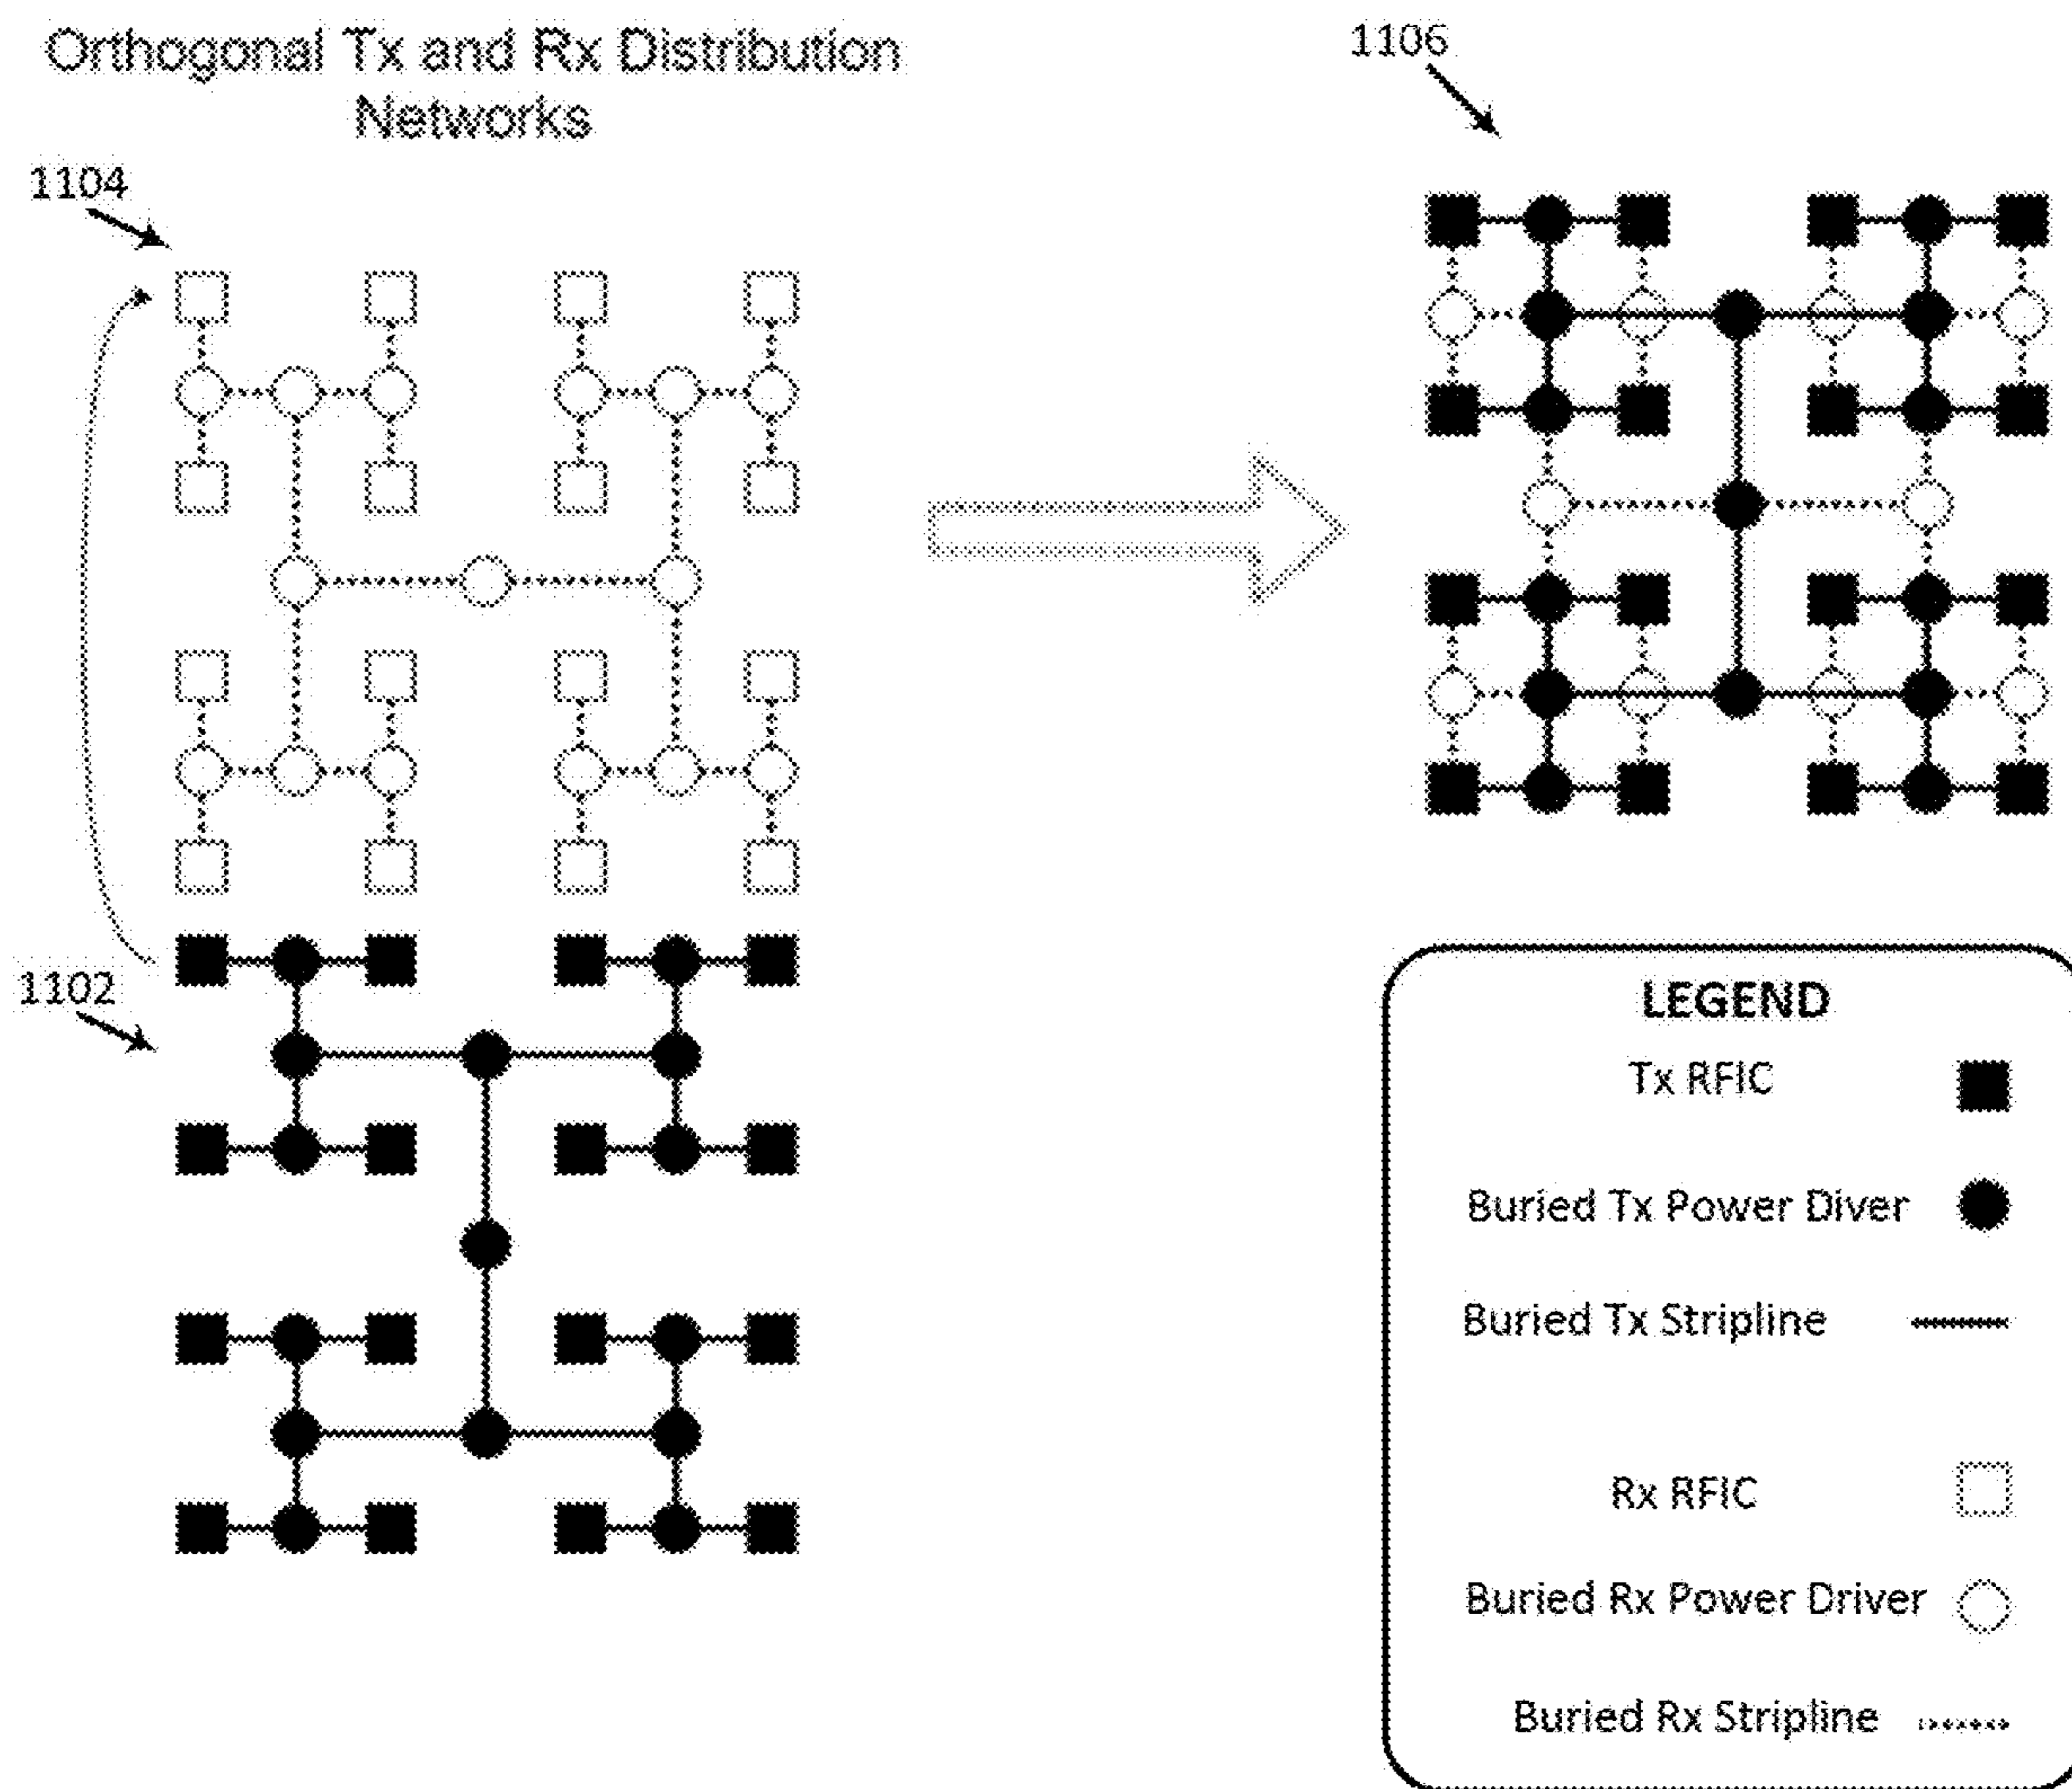 Orthogonal Tx and Rx Distribution
Networks
1104
1102
1106
LEGEND
Tx RFIC
Buried Tx Power Diver
Buried Tx Stripline
Rx RFIC
Buried Rx Power Driver
Buried Rx Stripline